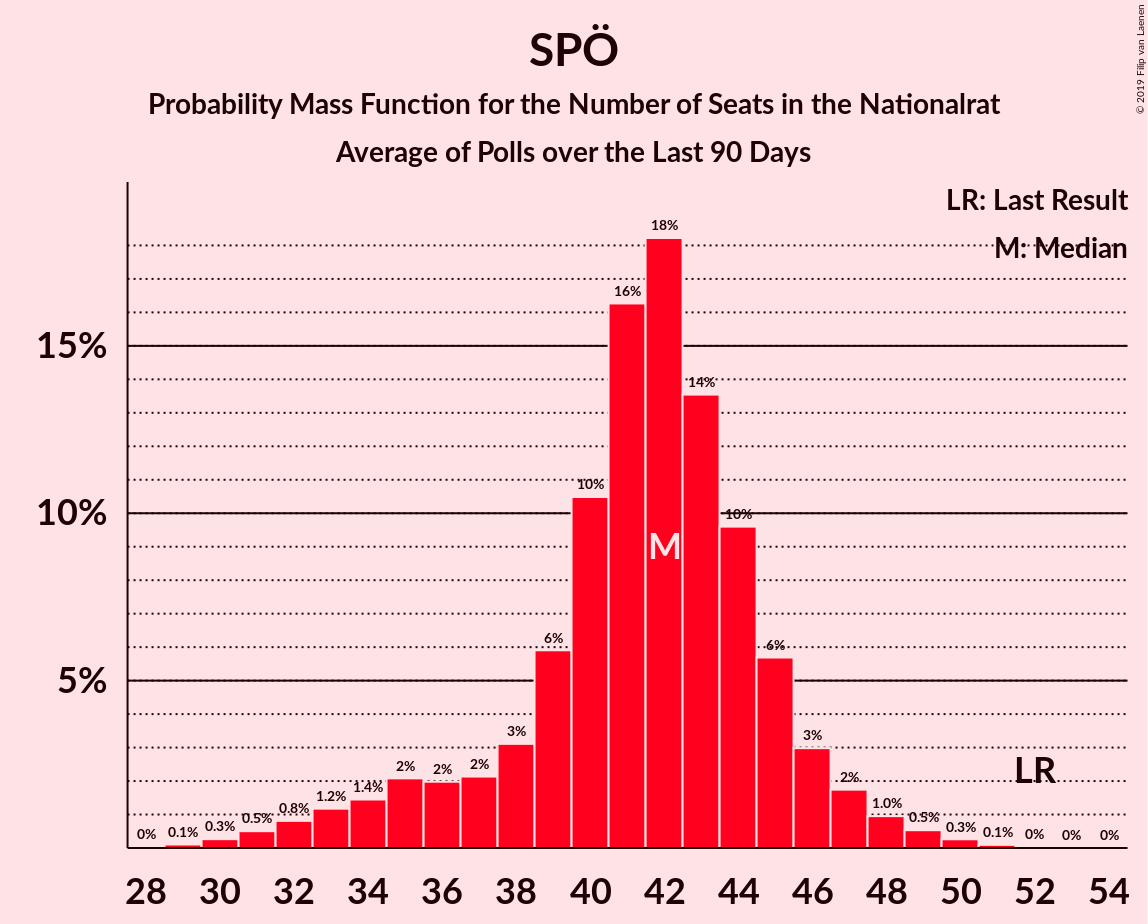 SPÖ
Probability Mass Function for the Number of Seats in the Nationalrat
Average of Polls over the Last 90 Days
© 2019 Filip van Laenen
LR: Last Result
M: Median
15%
10%
5%
0% 0.1% 0.3% 0.5% 0.8% 1.2% 1.4% 2% 2% 2% 3% 6% 10% 16% 18% 14% 10% 6% 3% 2% 1.0% 0.5% 0.3% 0.1% 0% 0% 0%
M
LR
28 30 32 34 36 38 40 42 44 46 48 50 52 54